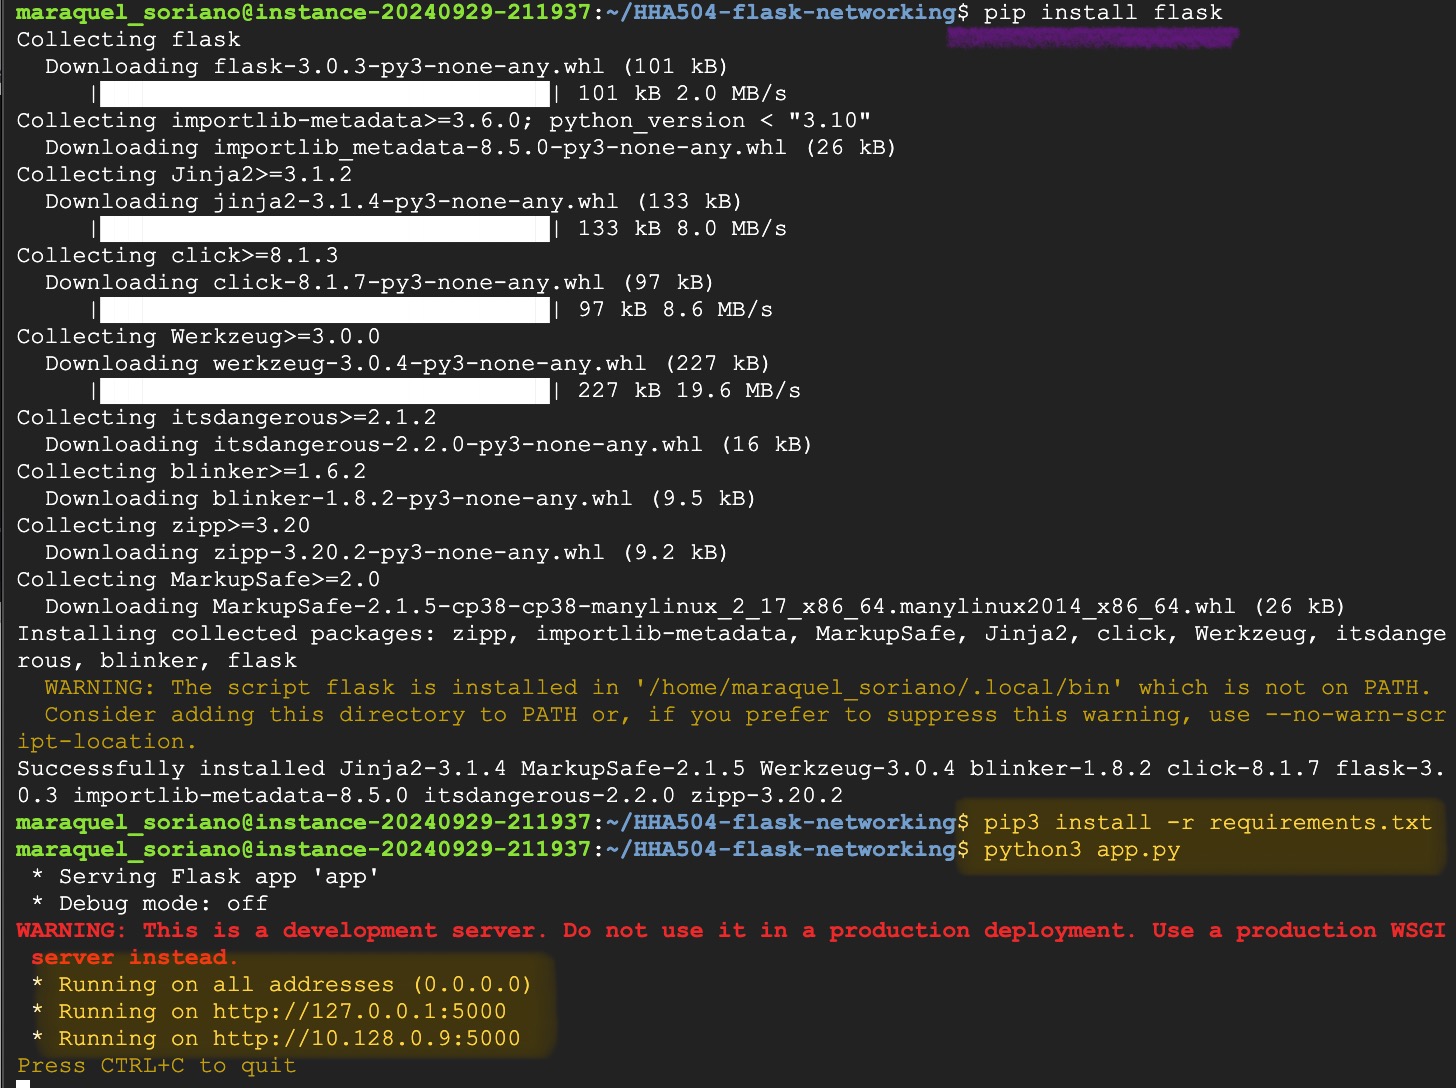 maraquel_soriano@instance-20240929-211937:~/HHA504-flask-networking$ pip install flask
Collecting flask
  Downloading flask-3.0.3-py3-none-any.whl (101 kB)
     |████████████████████████████████| 101 kB 2.0 MB/s
Collecting importlib-metadata>=3.6.0; python_version < "3.10"
  Downloading importlib_metadata-8.5.0-py3-none-any.whl (26 kB)
Collecting Jinja2>=3.1.2
  Downloading jinja2-3.1.4-py3-none-any.whl (133 kB)
     |████████████████████████████████| 133 kB 8.0 MB/s
Collecting click>=8.1.3
  Downloading click-8.1.7-py3-none-any.whl (97 kB)
     |████████████████████████████████| 97 kB 8.6 MB/s
Collecting Werkzeug>=3.0.0
  Downloading werkzeug-3.0.4-py3-none-any.whl (227 kB)
     |████████████████████████████████| 227 kB 19.6 MB/s
Collecting itsdangerous>=2.1.2
  Downloading itsdangerous-2.2.0-py3-none-any.whl (16 kB)
Collecting blinker>=1.6.2
  Downloading blinker-1.8.2-py3-none-any.whl (9.5 kB)
Collecting zipp>=3.20
  Downloading zipp-3.20.2-py3-none-any.whl (9.2 kB)
Collecting MarkupSafe>=2.0
  Downloading MarkupSafe-2.1.5-cp38-cp38-manylinux_2_17_x86_64.manylinux2014_x86_64.whl (26 kB)
Installing collected packages: zipp, importlib-metadata, MarkupSafe, Jinja2, click, Werkzeug, itsdange
rous, blinker, flask
  WARNING: The script flask is installed in '/home/maraquel_soriano/.local/bin' which is not on PATH.
  Consider adding this directory to PATH or, if you prefer to suppress this warning, use --no-warn-scr
ipt-location.
Successfully installed Jinja2-3.1.4 MarkupSafe-2.1.5 Werkzeug-3.0.4 blinker-1.8.2 click-8.1.7 flask-3.
0.3 importlib-metadata-8.5.0 itsdangerous-2.2.0 zipp-3.20.2
maraquel_soriano@instance-20240929-211937:~/HHA504-flask-networking$ pip3 install -r requirements.txt
maraquel_soriano@instance-20240929-211937:~/HHA504-flask-networking$ python3 app.py
 * Serving Flask app 'app'
 * Debug mode: off
WARNING: This is a development server. Do not use it in a production deployment. Use a production WSGI
 server instead.
 * Running on all addresses (0.0.0.0)
 * Running on http://127.0.0.1:5000
 * Running on http://10.128.0.9:5000
Press CTRL+C to quit